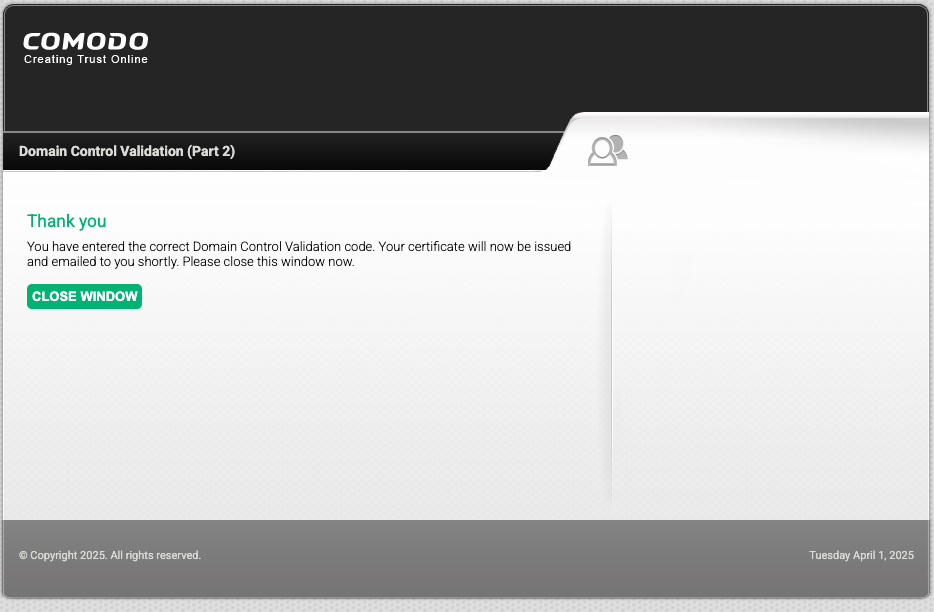 COMODO
Creating Trust Online
Domain Control Validation (Part 2)
Thank you
You have entered the correct Domain Control Validation code. Your certificate will now be issued
and emailed to you shortly. Please close this window now.
CLOSE WINDOW
© Copyright 2025. All rights reserved.
Tuesday April 1, 2025